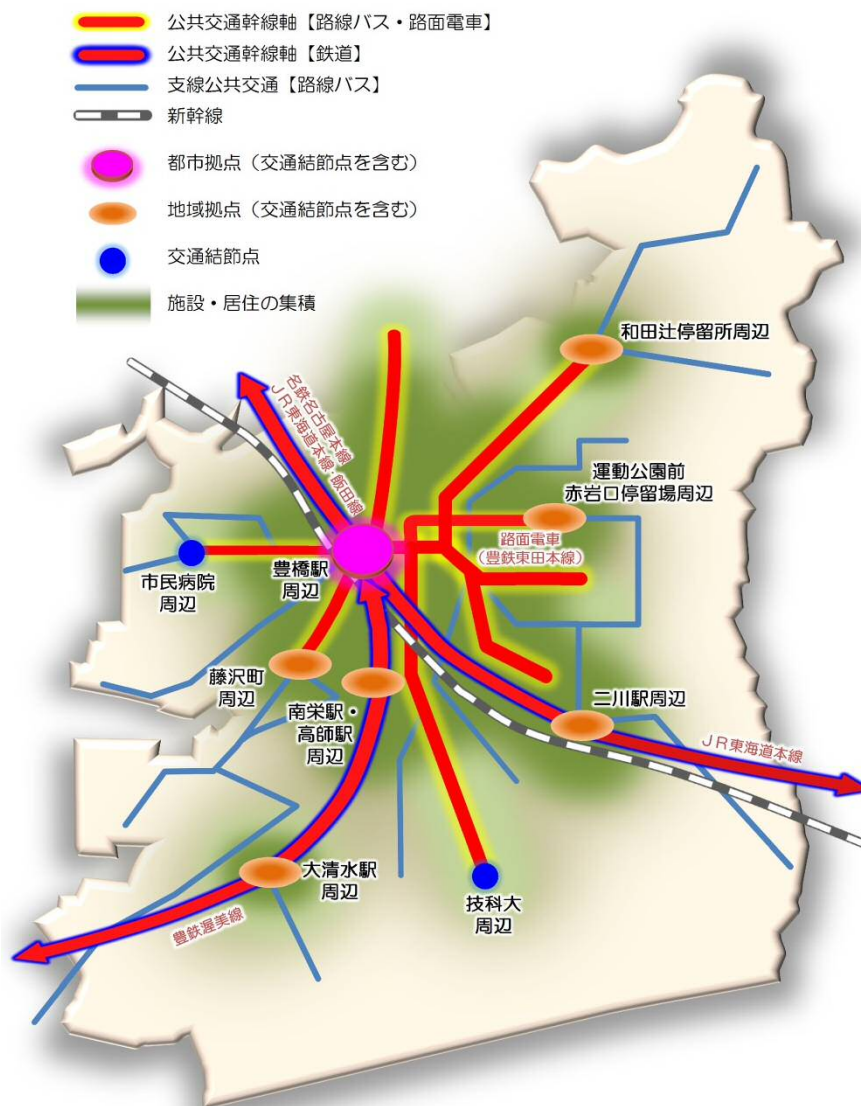 公共交通幹線軸【路線バス・路面電車】
公共交通幹線軸【鉄道】
支線公共交通【路線バス】
新幹線
都市拠点（交通結節点を含む）
地域拠点（交通結節点を含む）
交通結節点
施設・居住の集積
和田辻停留所周辺
名鉄名古屋本線
ＪＲ東海道本線・飯田線
運動公園前
赤岩口停留場周辺
路面電車
（豊鉄東田本線）
市民病院
周辺
豊橋駅
周辺
藤沢町
周辺
南栄駅・
高師駅
周辺
二川駅周辺
ＪＲ東海道本線
大清水駅
周辺
技科大
周辺
豊鉄渥美線